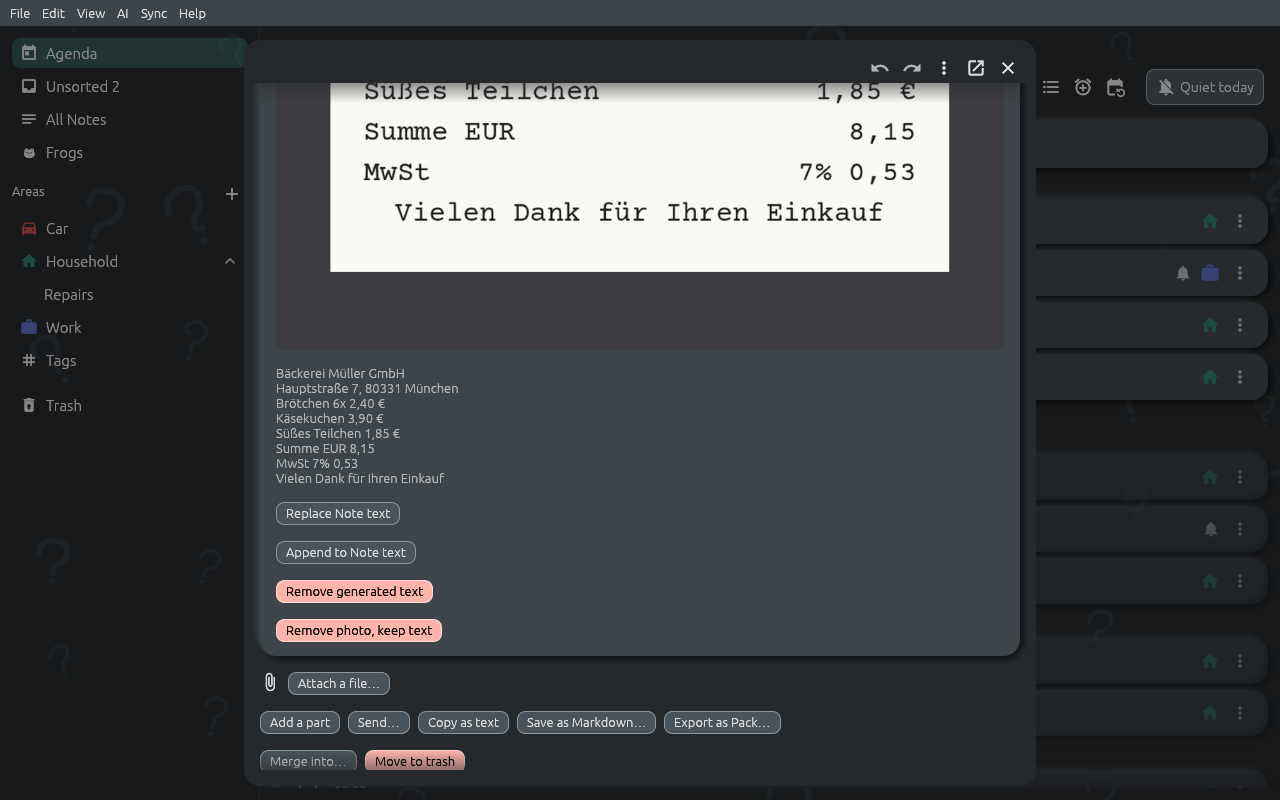 File Edit View AI Sync Help
Agenda
Unsorted 2
All Notes
Frogs
Areas
Car
Household
Repairs
Work
Tags
Trash
Quiet today
Süßes Teilchen 1,85 €
Summe EUR 8,15
MwSt 7% 0,53
Vielen Dank für Ihren Einkauf
Bäckerei Müller GmbH
Hauptstraße 7, 80331 München
Brötchen 6x 2,40 €
Käsekuchen 3,90 €
Süßes Teilchen 1,85 €
Summe EUR 8,15
MwSt 7% 0,53
Vielen Dank für Ihren Einkauf
Replace Note text
Append to Note text
Remove generated text
Remove photo, keep text
Attach a file…
Add a part Send… Copy as text Save as Markdown… Export as Pack…
Merge into… Move to trash